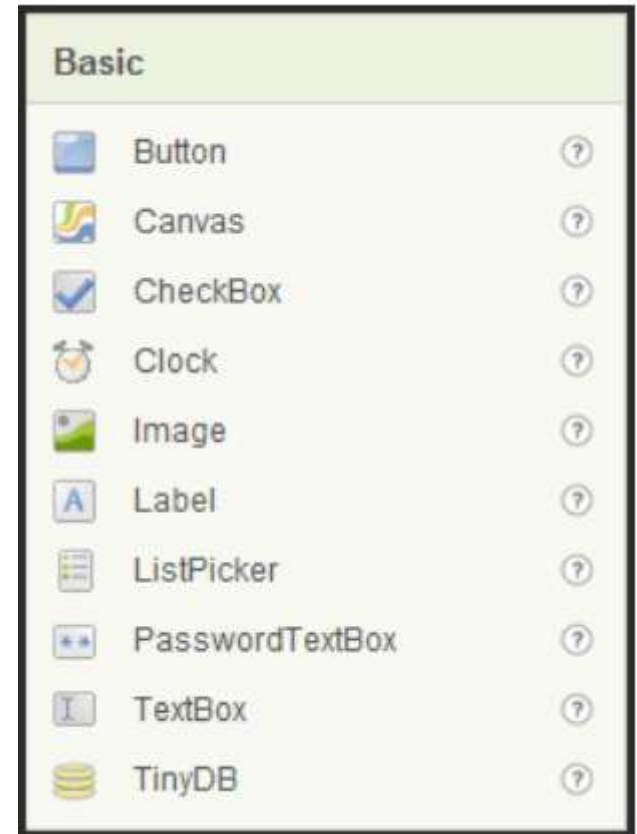 Basic
Button ?
Canvas ?
CheckBox ?
Clock ?
Image ?
A Label ?
ListPicker ?
** PasswordTextBox ?
TextBox ?
TinyDB ?